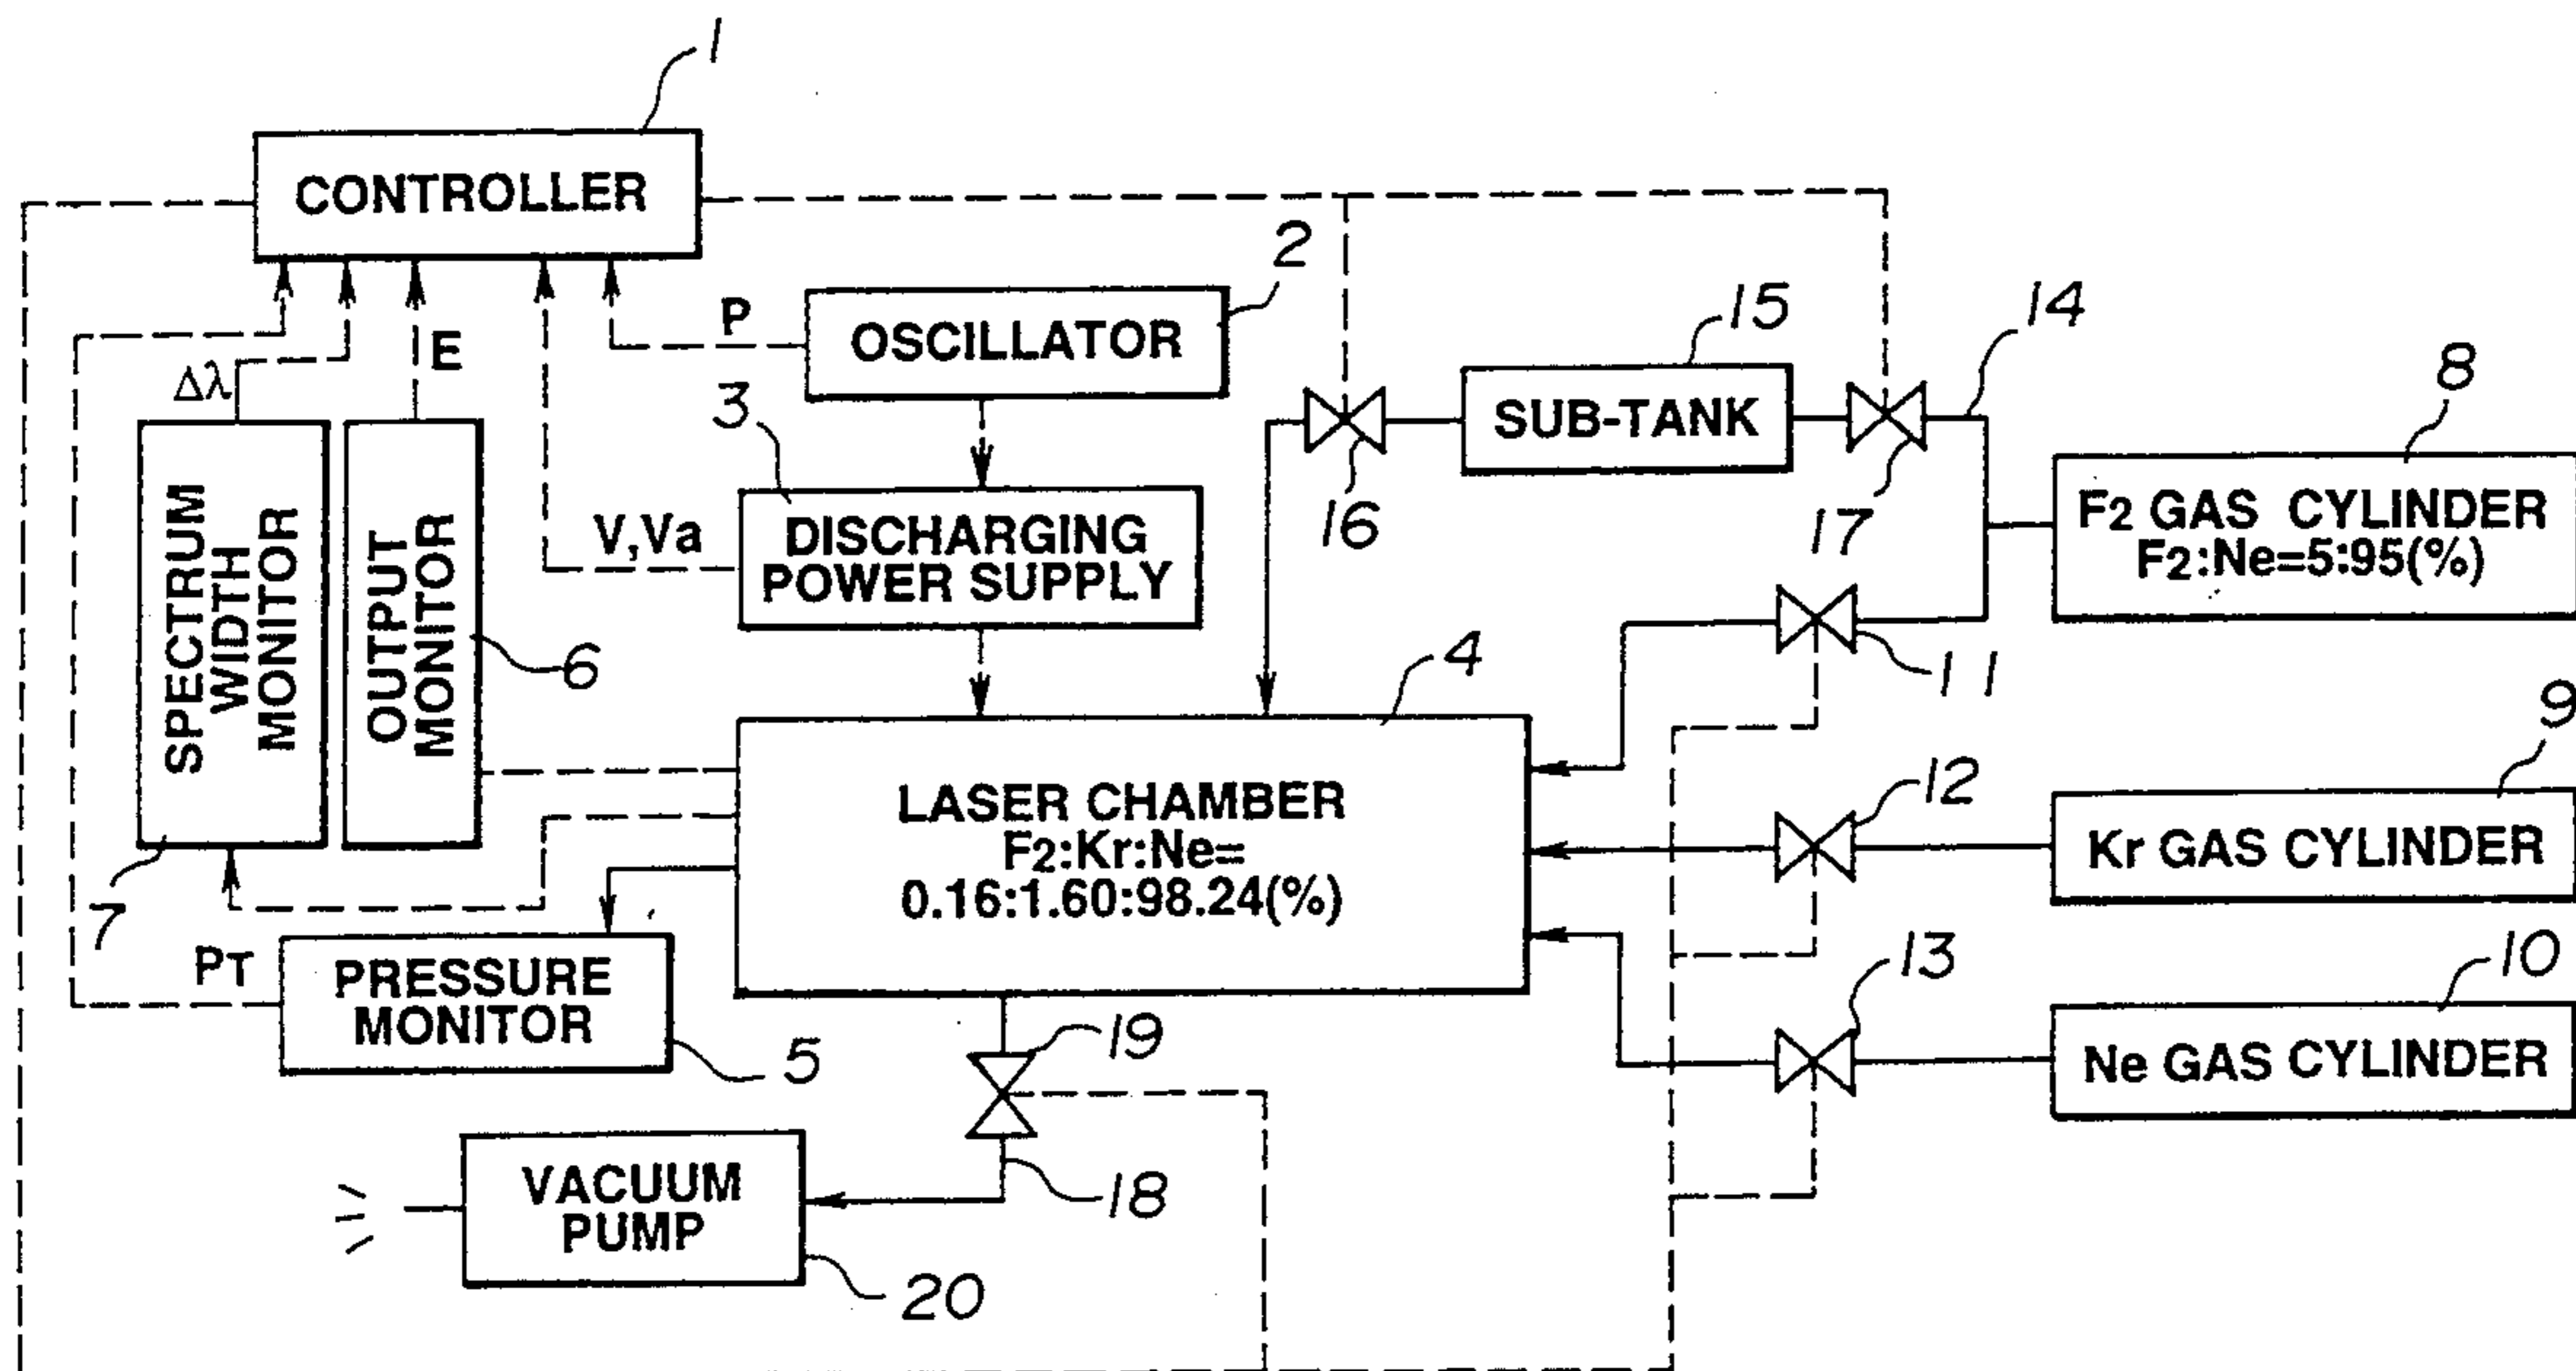 1
CONTROLLER
2
P
OSCILLATOR
E
Δλ
3
V,Va
DISCHARGING
POWER SUPPLY
15
14
SUB-TANK
16
17
8
F2 GAS CYLINDER
F2:Ne=5:95(%)
11
SPECTRUM
WIDTH
MONITOR
7
OUTPUT
MONITOR
6
4
LASER CHAMBER
F2:Kr:Ne=
0.16:1.60:98.24(%)
9
12
Kr GAS CYLINDER
PT
PRESSURE
MONITOR
5
13
10
Ne GAS CYLINDER
19
18
VACUUM
PUMP
20